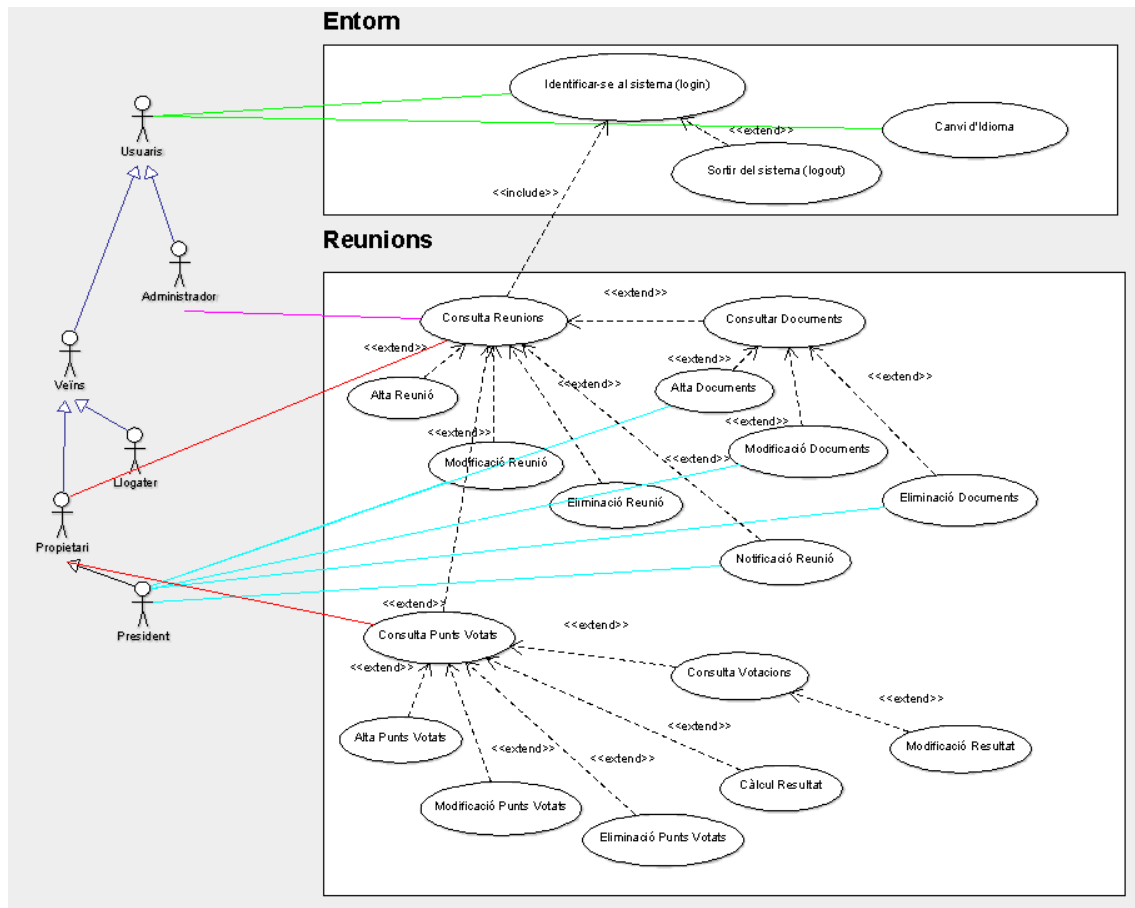 Entorn
Identificar-se al sistema (login)
Usuaris
<<extend>>
Canvi d'Idioma
Sortir del sistema (logout)
<<include>>
Reunions
Administrador
<<extend>>
Consulta Reunions
Consultar Documents
<<extend>>
<<extend>>
<<extend>>
Veïns
Alta Reunió
Alta Documents
<<extend>>
<<extend>>
Modificació Reunió
<<extend>>
Modificació Documents
Llogater
Eliminació Reunió
Eliminació Documents
Propietari
Notificació Reunió
<<extend>>
President
Consulta Punts Votats
<<extend>>
<<extend>>
Consulta Votacions
<<extend>>
<<extend>>
Alta Punts Votats
<<extend>>
Modificació Resultat
<<extend>>
Càlcul Resultat
Modificació Punts Votats
Eliminació Punts Votats